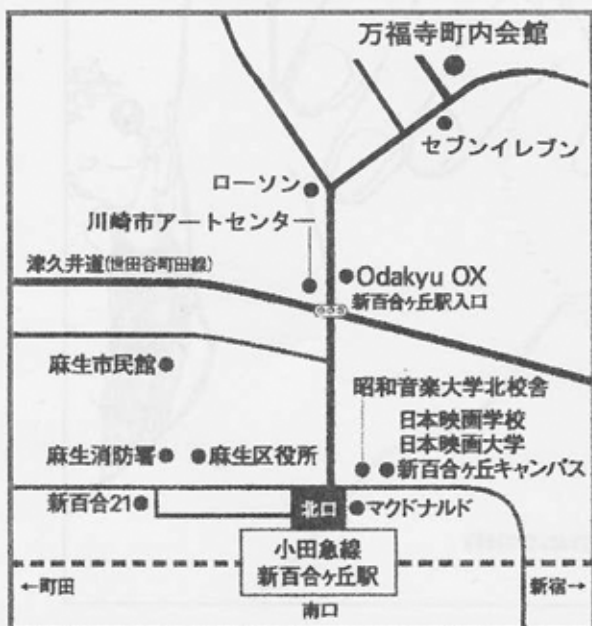 万福寺町内会館
セブンイレブン
ローソン
川崎市アートセンター
津久井道(世田谷町田線)
Odakyu OX
新百合ヶ丘駅入口
麻生市民館
昭和音楽大学北校舎
日本映画学校
日本映画大学
新百合ヶ丘キャンパス
麻生消防署
麻生区役所
新百合21
北口
マクドナルド
小田急線
新百合ヶ丘駅
←町田
新宿→
南口